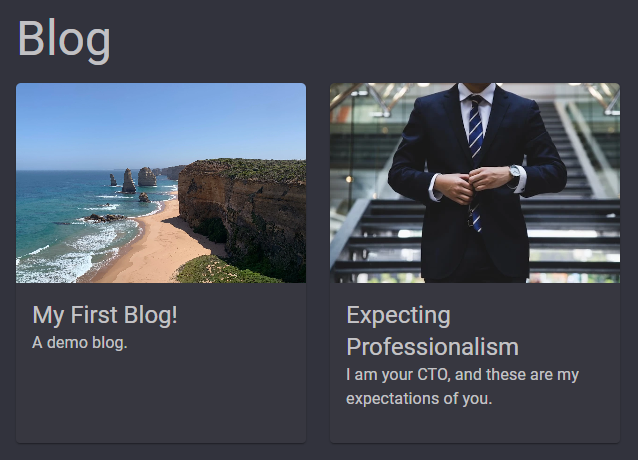 Blog
My First Blog!
A demo blog.
Expecting
Professionalism
I am your CTO, and these are my
expectations of you.